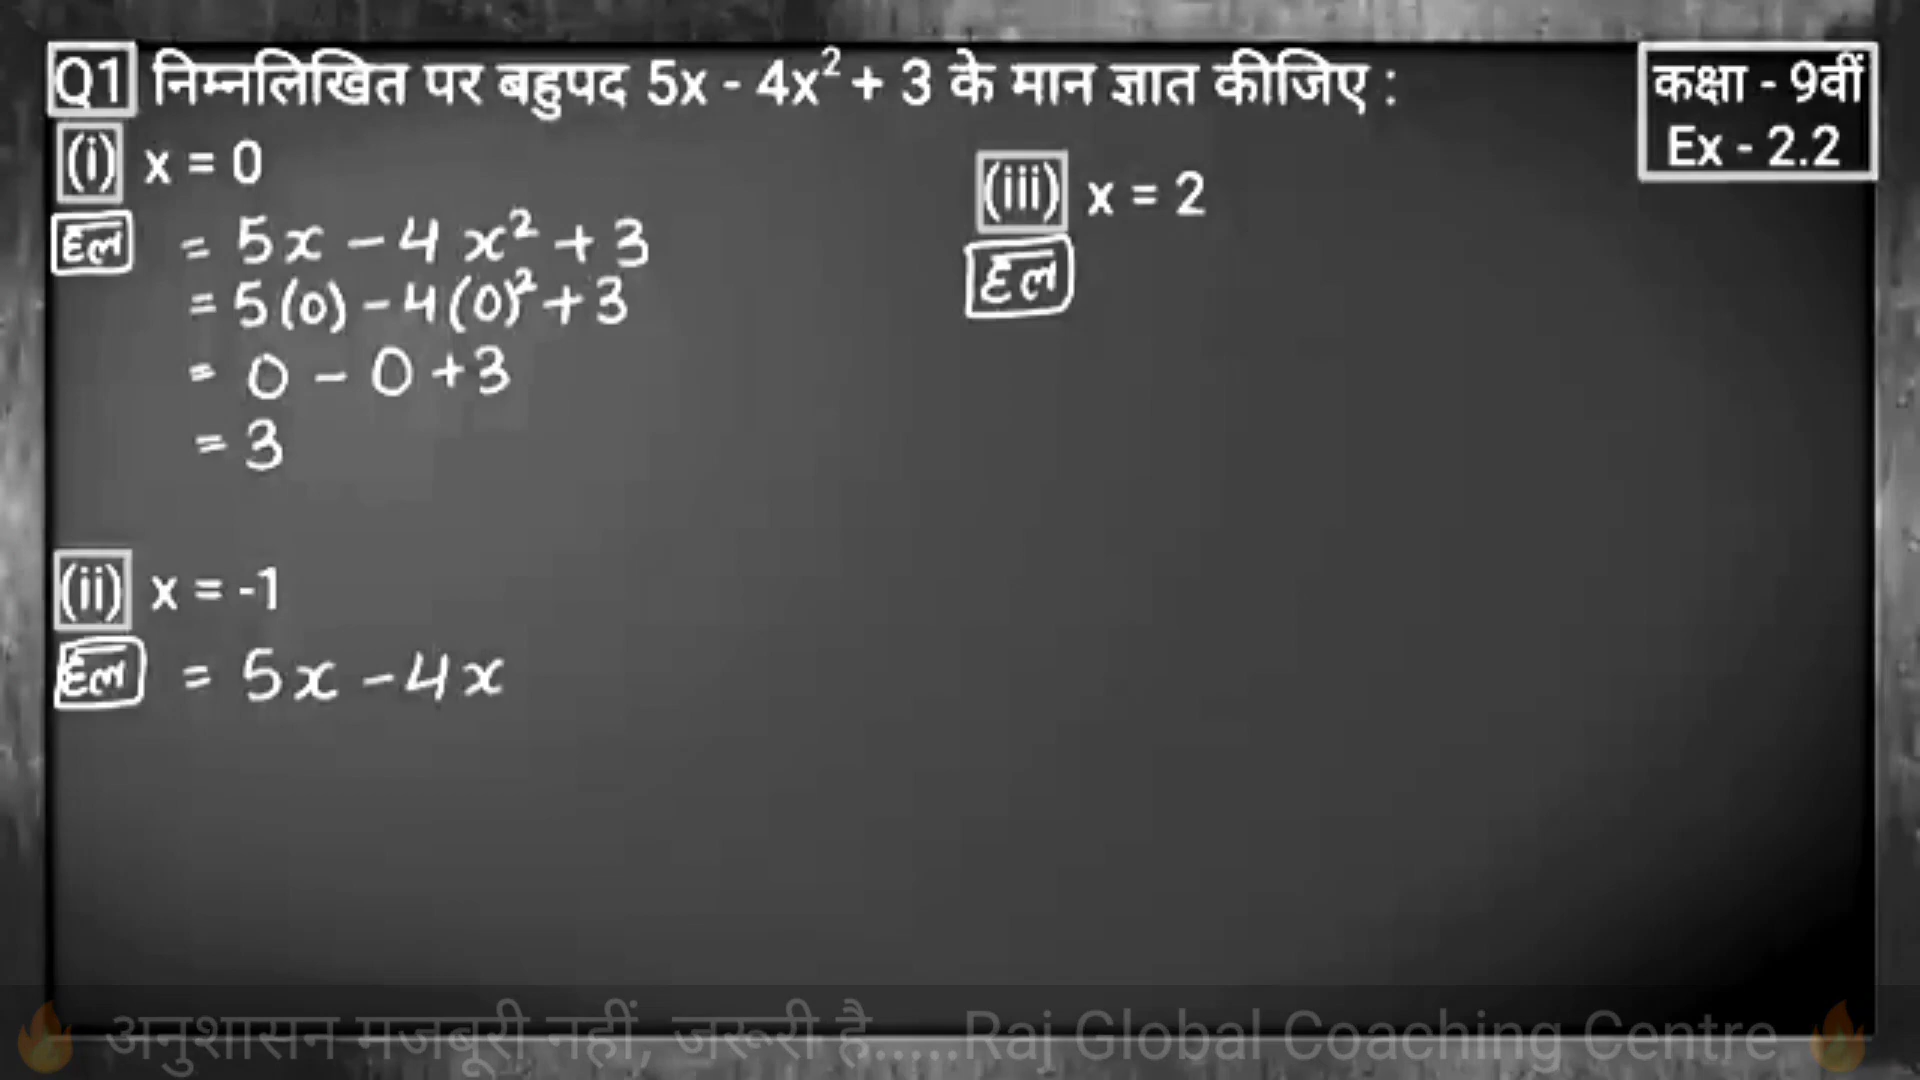 Q1 निम्नलिखित पर बहुपद 5x - 4x² + 3 के मान ज्ञात कीजिए :
कक्षा - 9वीं
Ex - 2.2
(i) x = 0
हल = 5x - 4x² + 3
= 5(0) - 4(0)² + 3
= 0 - 0 + 3
= 3
(ii) x = -1
हल = 5x - 4x
(iii) x = 2
हल
अनुशासन मजबूरी नहीं, जरूरी है.....Raj Global Coaching Centre